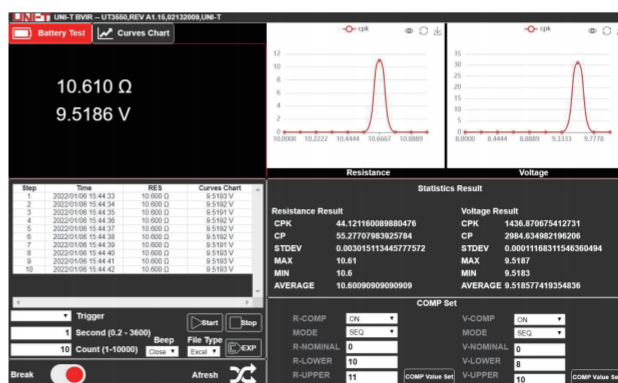 UNI-T UNI-T BVIR -- UT3550,REV A1.15,02132009,UNI-T
Battery Test Curves Chart
10.610 Ω
9.5186 V
cpk
12
10
8
6
4
2
0
10.0000 10.2222 10.4444 10.6667 10.8889
Resistance
cpk
35
30
25
20
15
10
5
0
8.0000 8.4444 8.8889 9.3333 9.7778
Voltage
Step Time RES Curves Chart
1 2022/01/06 15:44:33 10.600 Ω 9.5193 V
2 2022/01/06 15:44:34 10.600 Ω 9.5192 V
3 2022/01/06 15:44:35 10.600 Ω 9.5191 V
4 2022/01/06 15:44:36 10.600 Ω 9.5190 V
5 2022/01/06 15:44:37 10.600 Ω 9.5192 V
6 2022/01/06 15:44:38 10.600 Ω 9.5192 V
7 2022/01/06 15:44:39 10.600 Ω 9.5191 V
8 2022/01/06 15:44:40 10.600 Ω 9.5190 V
9 2022/01/06 15:44:41 10.600 Ω 9.5193 V
10 2022/01/06 15:44:42 10.600 Ω 9.5193 V
Trigger
1 Second (0.2 - 3600)
10 Count (1-10000)
Start Stop
Beep File Type
Close Excel EXP
Break Afresh
Statistics Result
Resistance Result
CPK 44.121160089880476
CP 55.27707983925784
STDEV 0.003015113445777572
MAX 10.61
MIN 10.6
AVERAGE 10.60090909090909
Voltage Result
CPK 1436.870675412731
CP 2984.634982196206
STDEV 0.00011168311546360494
MAX 9.5187
MIN 9.5183
AVERAGE 9.518577419354836
COMP Set
R-COMP ON
MODE SEQ
R-NOMINAL 0
R-LOWER 10
R-UPPER 11
COMP Value Set
V-COMP ON
MODE SEQ
V-NOMINAL 0
V-LOWER 8
V-UPPER 10
COMP Value Set